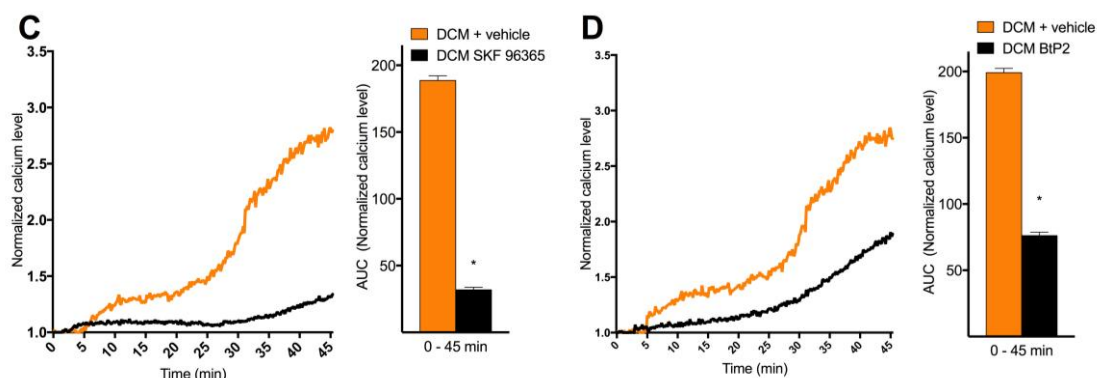 C
Normalized calcium level
3.5
3.0
2.5
2.0
1.5
1.0
0 5 10 15 20 25 30 35 40 45
Time (min)
DCM + vehicle
DCM SKF 96365
AUC (Normalized calcium level)
200
150
100
50
*
0 - 45 min
D
Normalized calcium level
3.5
3.0
2.5
2.0
1.5
1.0
0 5 10 15 20 25 30 35 40 45
Time (min)
DCM + vehicle
DCM BtP2
AUC (Normalized calcium level)
200
150
100
50
*
0 - 45 min